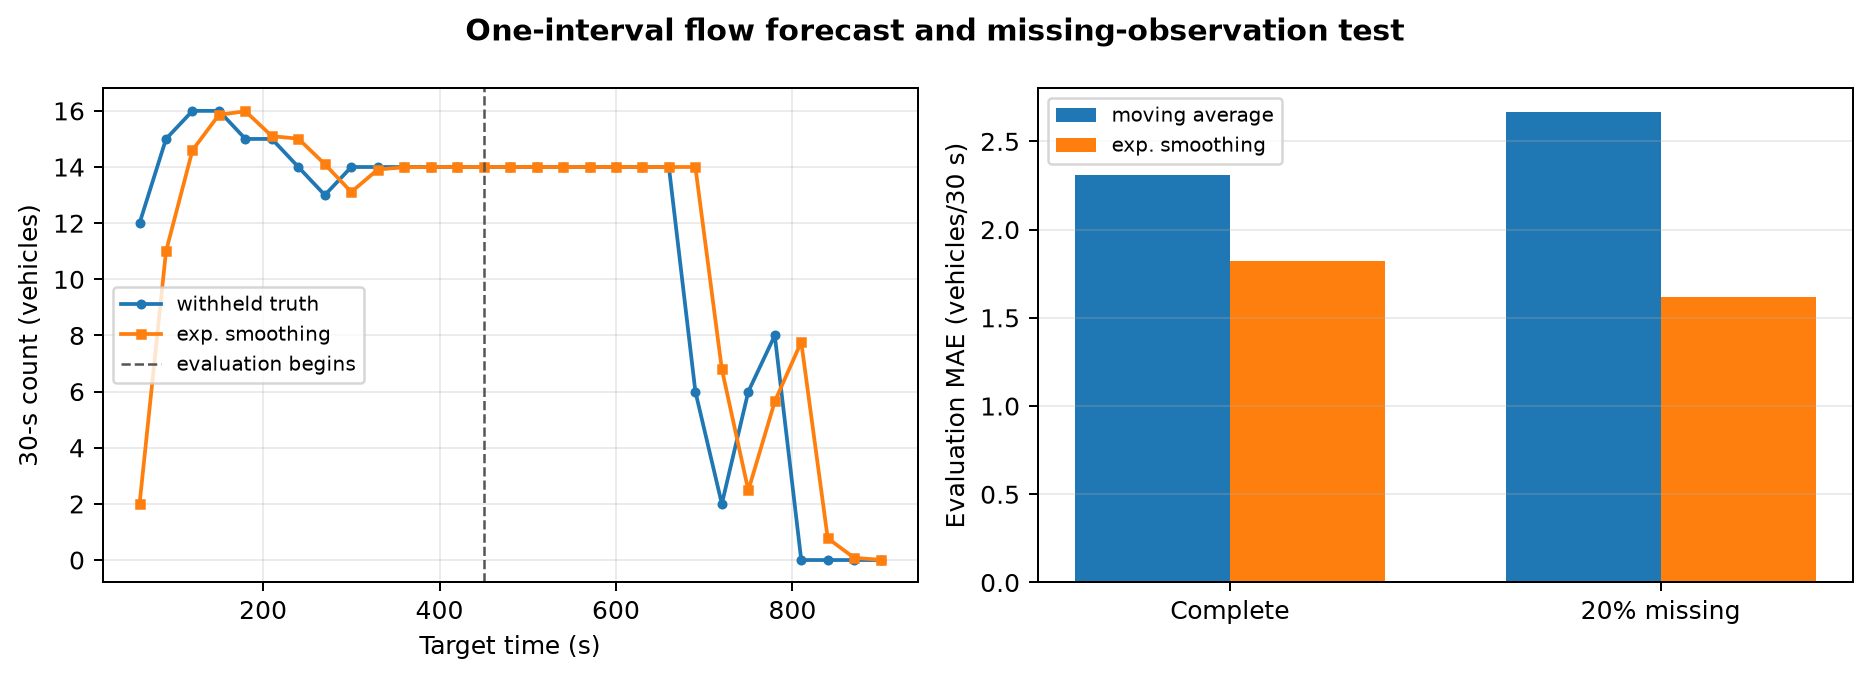 One-interval flow forecast and missing-observation test
30-s count (vehicles)
16
14
12
10
8
6
4
2
0
withheld truth
exp. smoothing
evaluation begins
200 400 600 800
Target time (s)
Evaluation MAE (vehicles/30 s)
2.5
2.0
1.5
1.0
0.5
0.0
moving average
exp. smoothing
Complete 20% missing